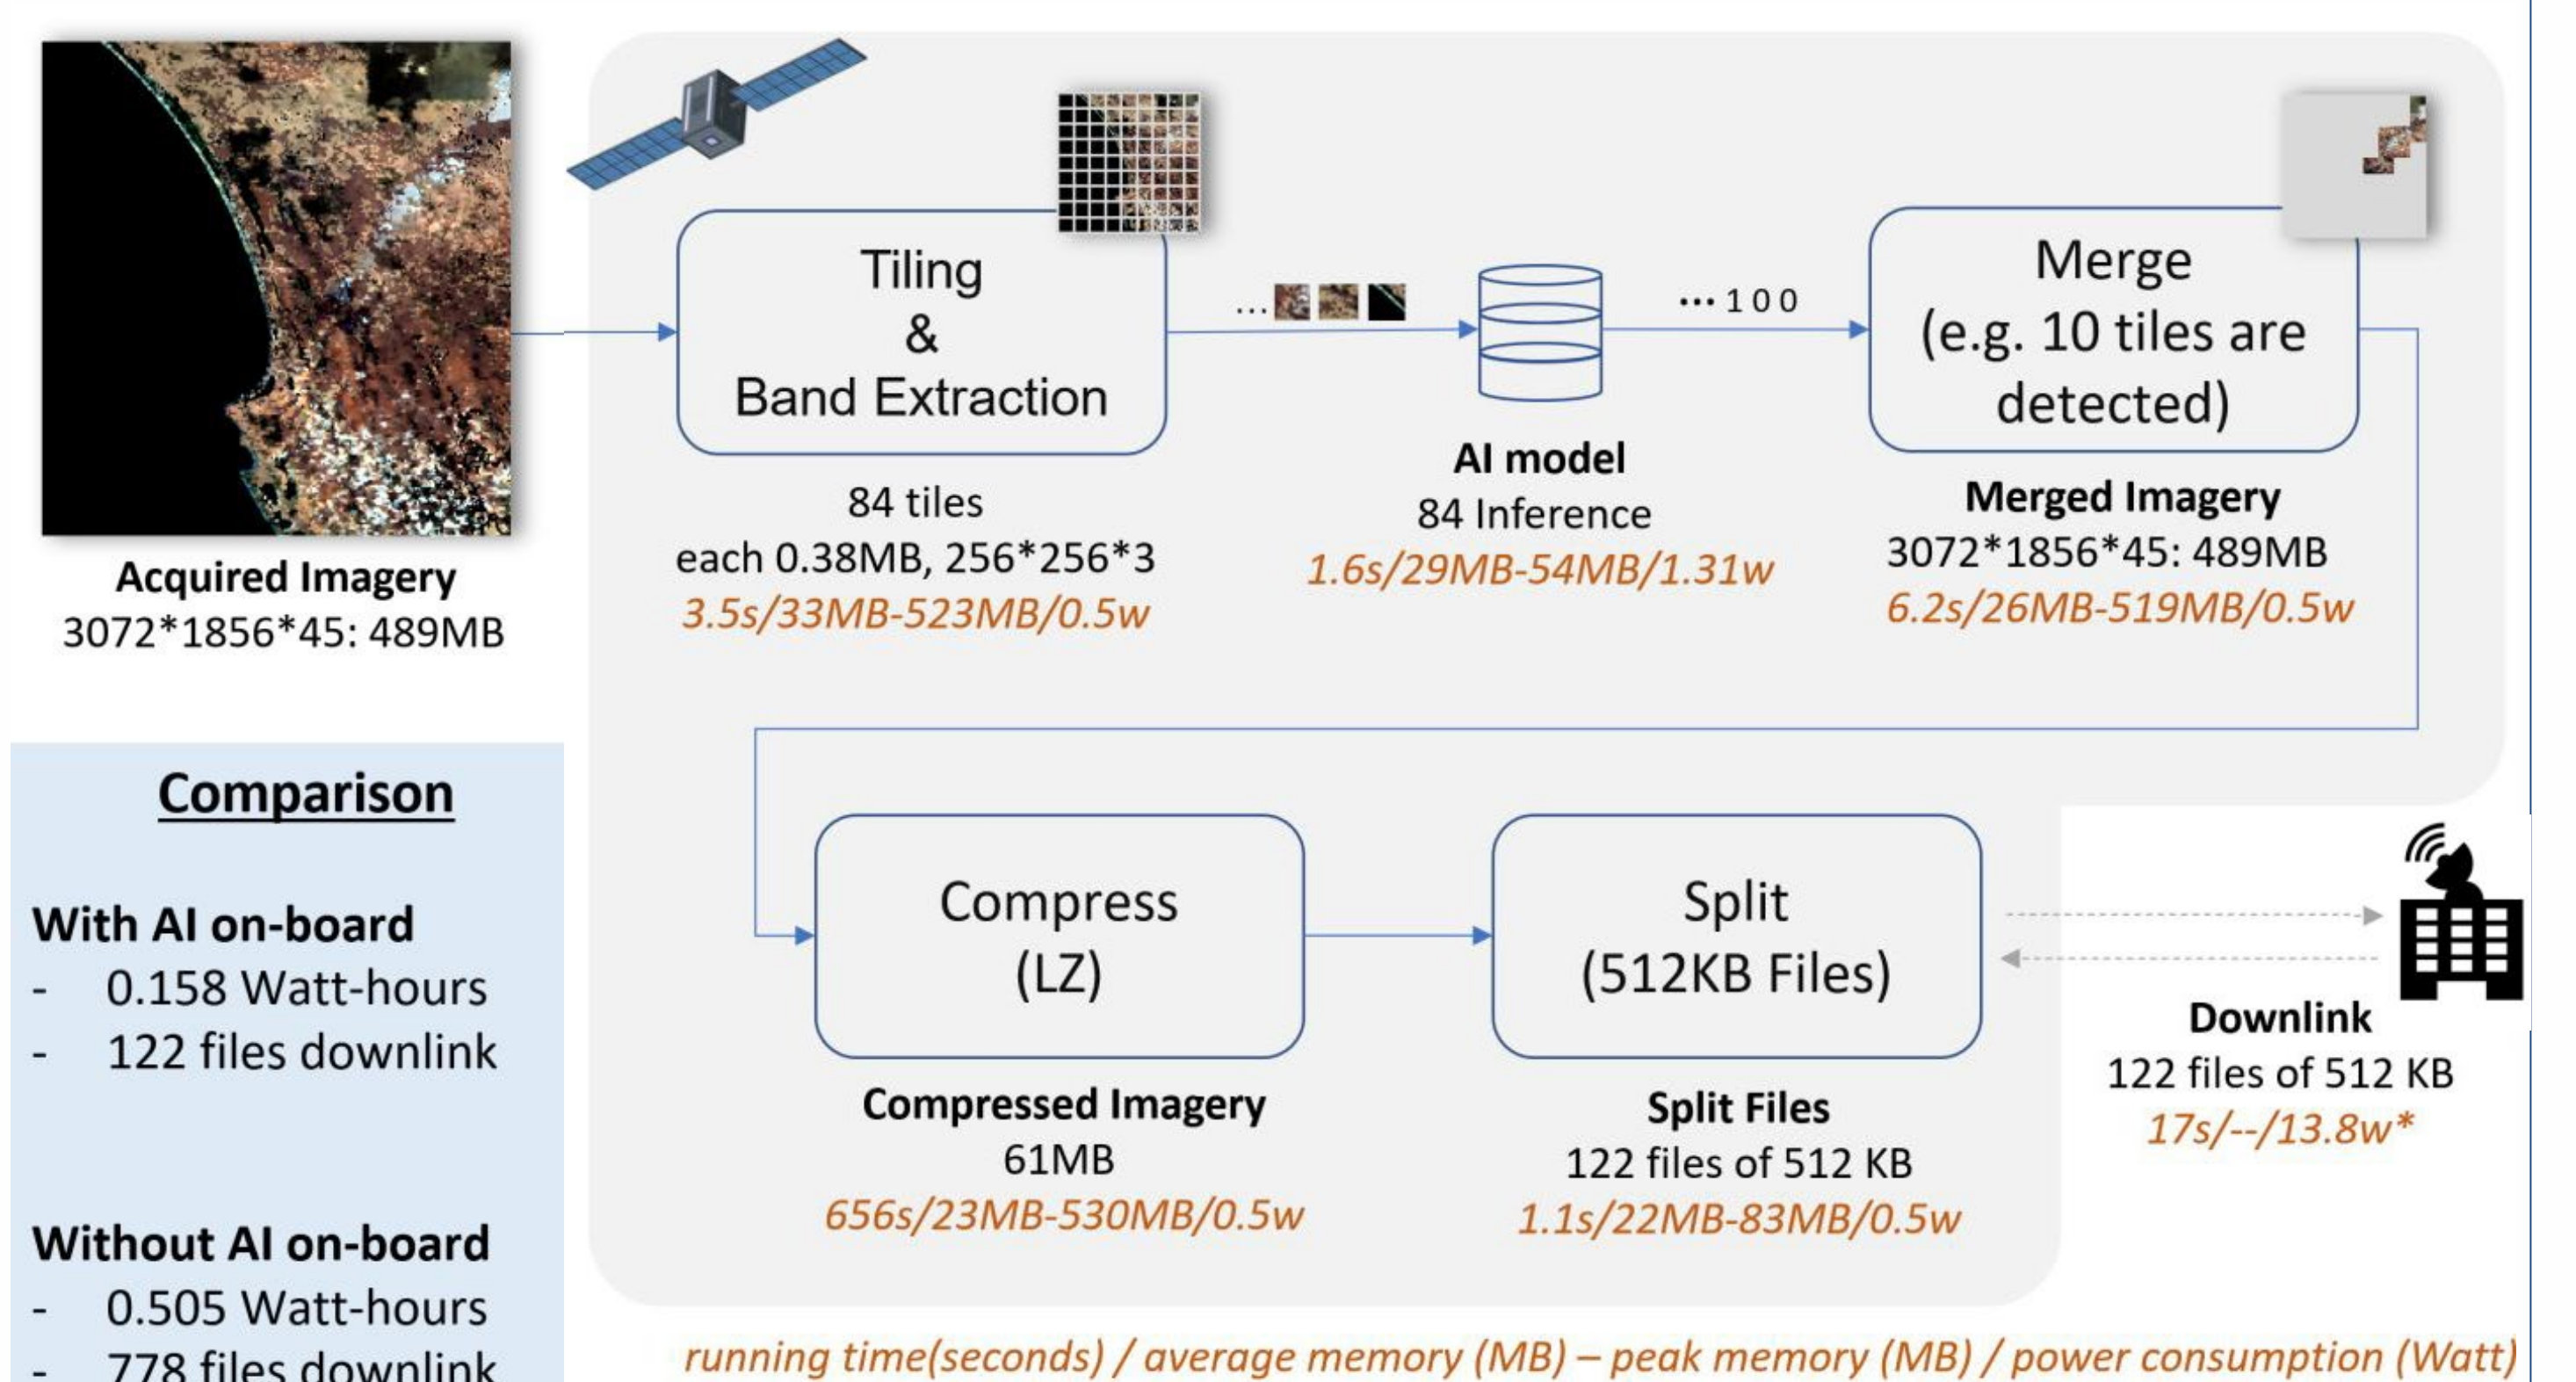 Acquired Imagery
3072*1856*45: 489MB
Tiling
&
Band Extraction
84 tiles
each 0.38MB, 256*256*3
3.5s/33MB-523MB/0.5w
...
AI model
84 Inference
1.6s/29MB-54MB/1.31w
...1 0 0
Merge
(e.g. 10 tiles are
detected)
Merged Imagery
3072*1856*45: 489MB
6.2s/26MB-519MB/0.5w
Compress
(LZ)
Compressed Imagery
61MB
656s/23MB-530MB/0.5w
Split
(512KB Files)
Split Files
122 files of 512 KB
1.1s/22MB-83MB/0.5w
Downlink
122 files of 512 KB
17s/--/13.8w*
Comparison
With AI on-board
- 0.158 Watt-hours
- 122 files downlink
Without AI on-board
- 0.505 Watt-hours
- 778 files downlink
running time(seconds) / average memory (MB) – peak memory (MB) / power consumption (Watt)